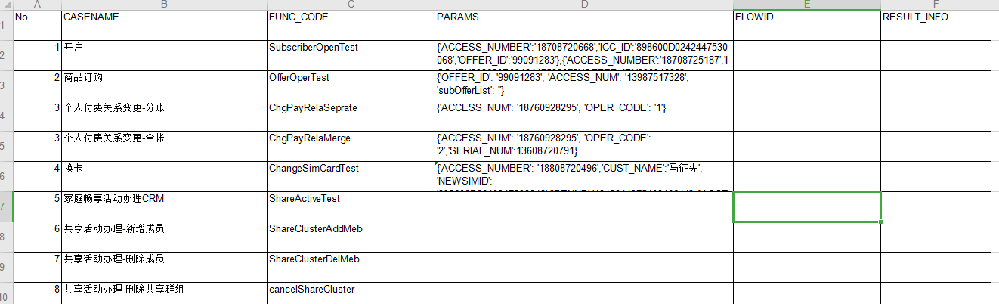 A B C D E F
1 No CASENAME FUNC_CODE PARAMS FLOWID RESULT_INFO
2 1 开户 SubscriberOpenTest {'ACCESS_NUMBER':'18708720668','ICC_ID':'898600D0242447530
068','OFFER_ID':'99091283'},{'ACCESS_NUMBER':'18708725187','I
3 2 商品订购 OfferOperTest {'OFFER_ID': '99091283', 'ACCESS_NUM': '13987517328',
'subOfferList': ''}
4 3 个人付费关系变更-分账 ChgPayRelaSeprate {'ACCESS_NUM': '18760928295', 'OPER_CODE': '1'}
5 3 个人付费关系变更-合帐 ChgPayRelaMerge {'ACCESS_NUM': '18760928295', 'OPER_CODE':
'2','SERIAL_NUM':13608720791}
6 4 换卡 ChangeSimCardTest {'ACCESS_NUMBER': '18808720496','CUST_NAME':'马征先',
'NEWSIMID':
7 5 家庭畅享活动办理CRM ShareActiveTest
8 6 共享活动办理-新增成员 ShareClusterAddMeb
9 7 共享活动办理-删除成员 ShareClusterDelMeb
10 8 共享活动办理-删除共享群组 cancelShareCluster